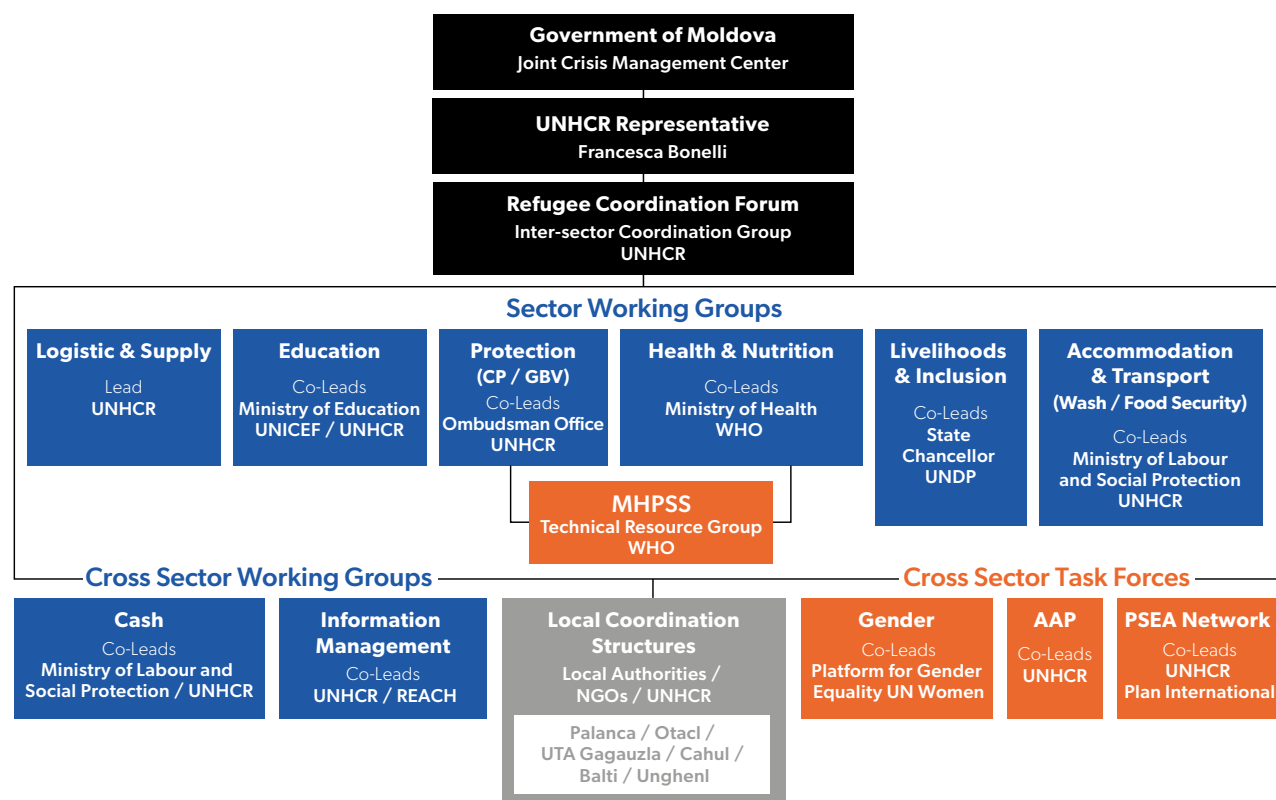 Government of Moldova
Joint Crisis Management Center
UNHCR Representative
Francesca Bonelli
Refugee Coordination Forum
Inter-sector Coordination Group
UNHCR
Sector Working Groups
Logistic & Supply
Lead
UNHCR
Education
Co-Leads
Ministry of Education
UNICEF / UNHCR
Protection
(CP / GBV)
Co-Leads
Ombudsman Office
UNHCR
Health & Nutrition
Co-Leads
Ministry of Health
WHO
Livelihoods
& Inclusion
Co-Leads
State
Chancellor
UNDP
Accommodation
& Transport
(Wash / Food Security)
Co-Leads
Ministry of Labour
and Social Protection
UNHCR
MHPSS
Technical Resource Group
WHO
Cross Sector Working Groups
Cash
Co-Leads
Ministry of Labour and
Social Protection / UNHCR
Information
Management
Co-Leads
UNHCR / REACH
Local Coordination
Structures
Local Authorities /
NGOs / UNHCR
Palanca / Otacl /
UTA Gagauzla / Cahul /
Balti / Unghenl
Cross Sector Task Forces
Gender
Co-Leads
Platform for Gender
Equality UN Women
AAP
Co-Leads
UNHCR
PSEA Network
Co-Leads
UNHCR
Plan International